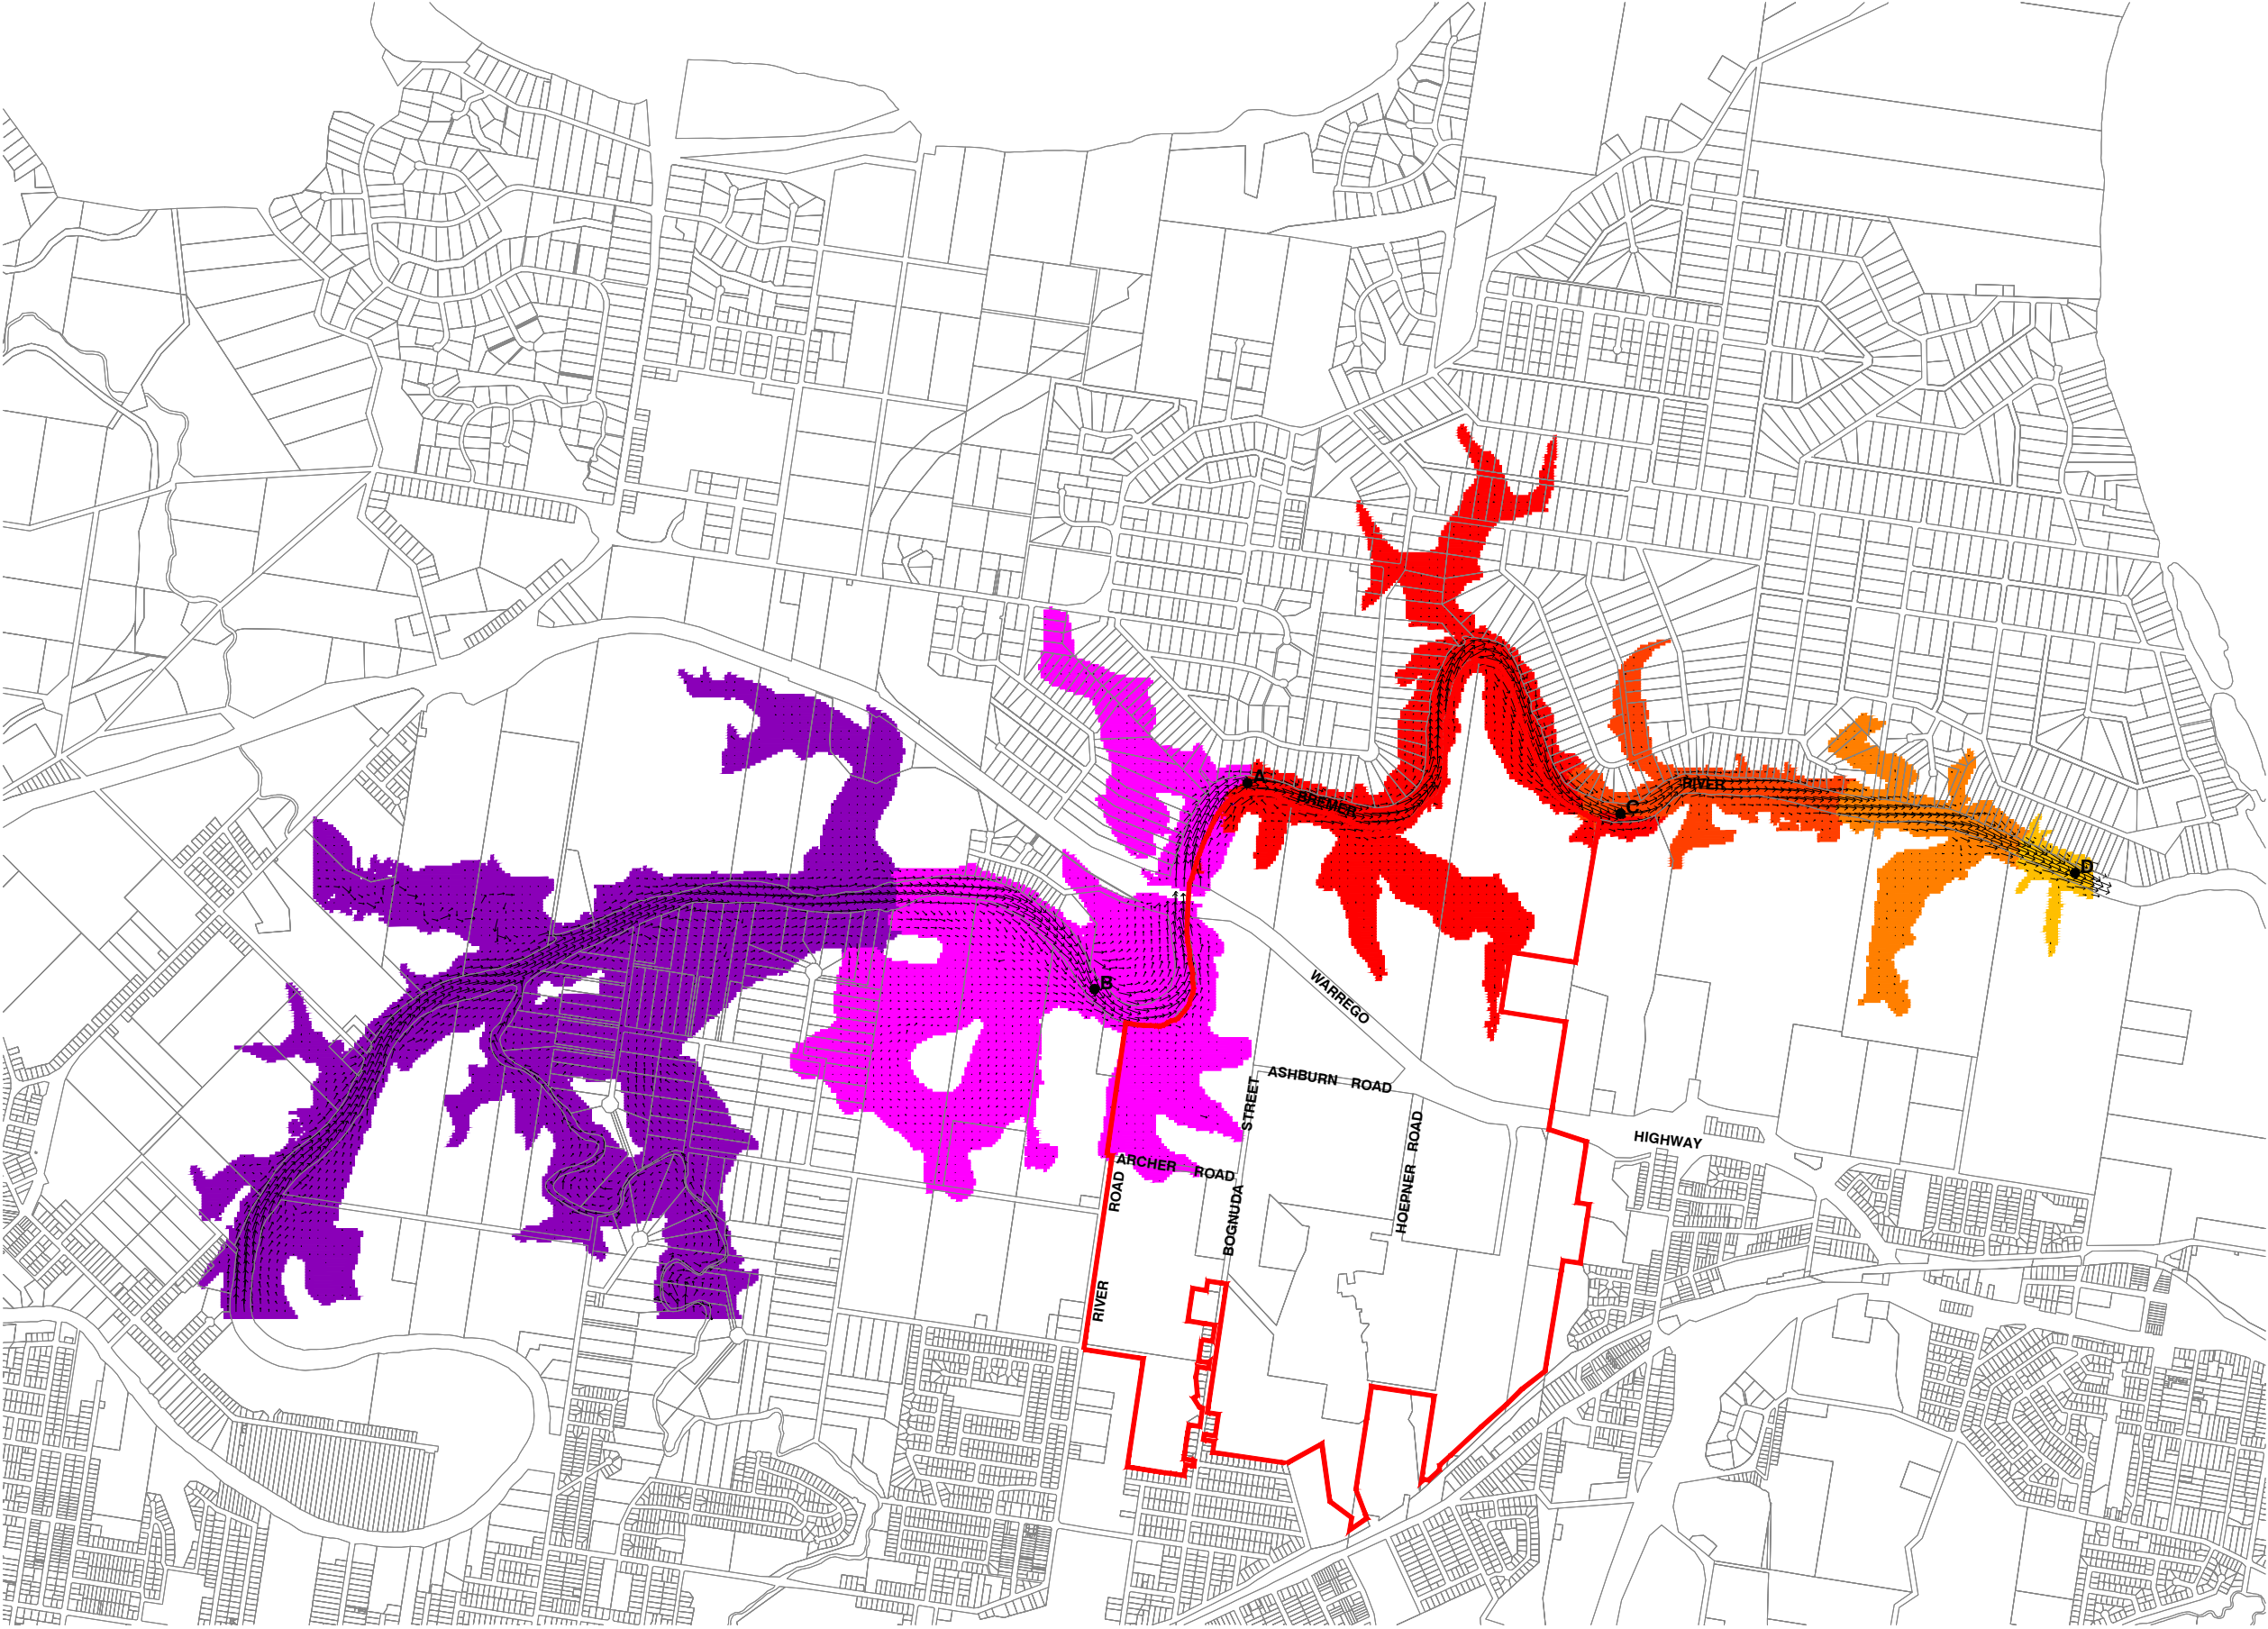 A
BREMER
RIVER
C
D
B
WARREGO
ASHBURN ROAD
STREET
HIGHWAY
HOEPNER ROAD
ARCHER ROAD
ROAD
BOGNUDA
RIVER